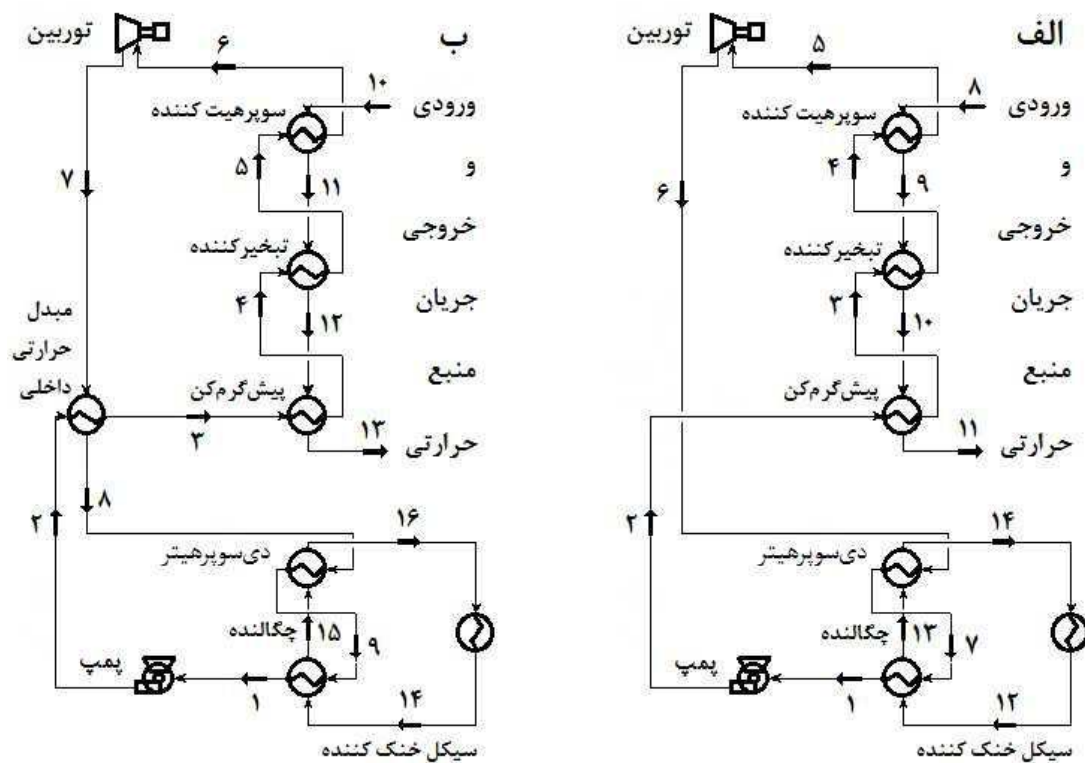 الف
توربین
۵
۸
ورودی
سوپرهیت کننده
و
۴
۹
۶
خروجی
تبخیرکننده
جریان
۳
۱۰
منبع
پیش‌گرم‌کن
حرارتی
۱۱
۲
۱۴
دی‌سوپرهیتر
چگالنده
۱۳
۷
پمپ
۱
۱۲
سیکل خنک کننده
ب
توربین
۶
۱۰
ورودی
سوپرهیت کننده
و
۵
۱۱
۷
خروجی
تبخیرکننده
جریان
۴
۱۲
مبدل
حرارتی
داخلی
منبع
پیش‌گرم‌کن
۳
حرارتی
۱۳
۸
۲
۱۶
دی‌سوپرهیتر
چگالنده
۱۵
۹
پمپ
۱
۱۴
سیکل خنک کننده